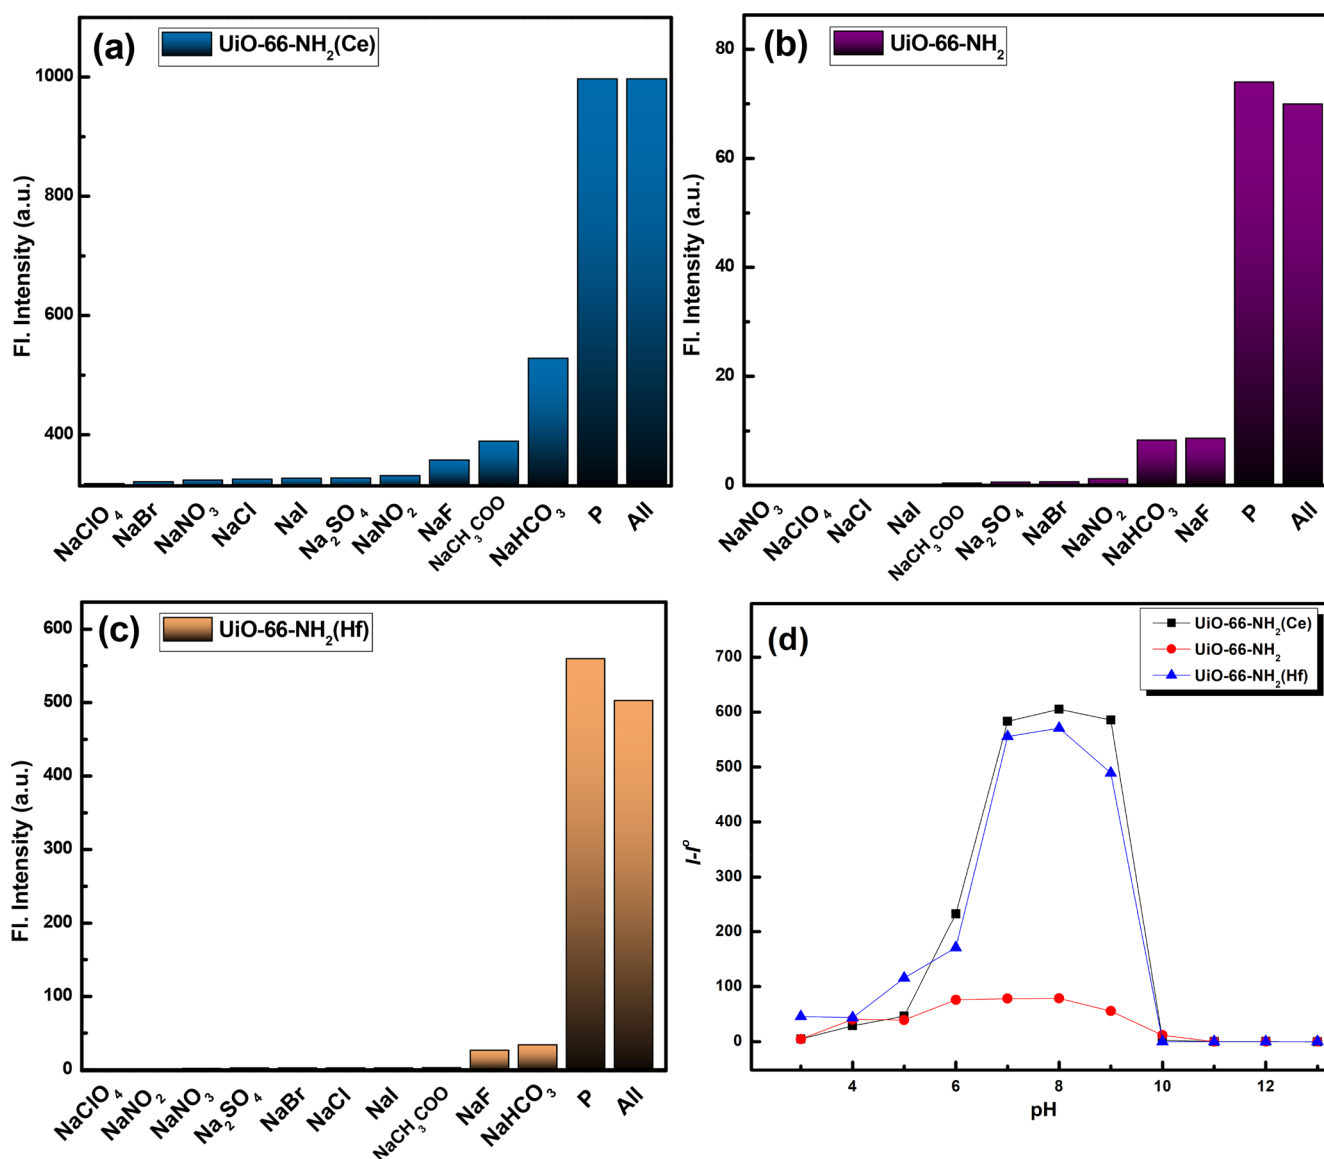 (a)
UiO-66-NH₂(Ce)
Fl. Intensity (a.u.)
1000
800
600
400
NaClO₄ NaBr NaNO₃ NaCl NaI Na₂SO₄ NaNO₂ NaF NaCH₃COO NaHCO₃ P All
(b)
UiO-66-NH₂
Fl. Intensity (a.u.)
80
60
40
20
0
NaNO₃ NaClO₄ NaCl NaI NaCH₃COO Na₂SO₄ NaBr NaNO₂ NaHCO₃ NaF P All
(c)
UiO-66-NH₂(Hf)
Fl. Intensity (a.u.)
600
500
400
300
200
100
0
NaClO₄ NaNO₂ NaNO₃ Na₂SO₄ NaBr NaCl NaI NaCH₃COO NaF NaHCO₃ P All
(d)
UiO-66-NH₂(Ce)
UiO-66-NH₂
UiO-66-NH₂(Hf)
I-I°
700
600
500
400
300
200
100
0
4 6 8 10 12
pH